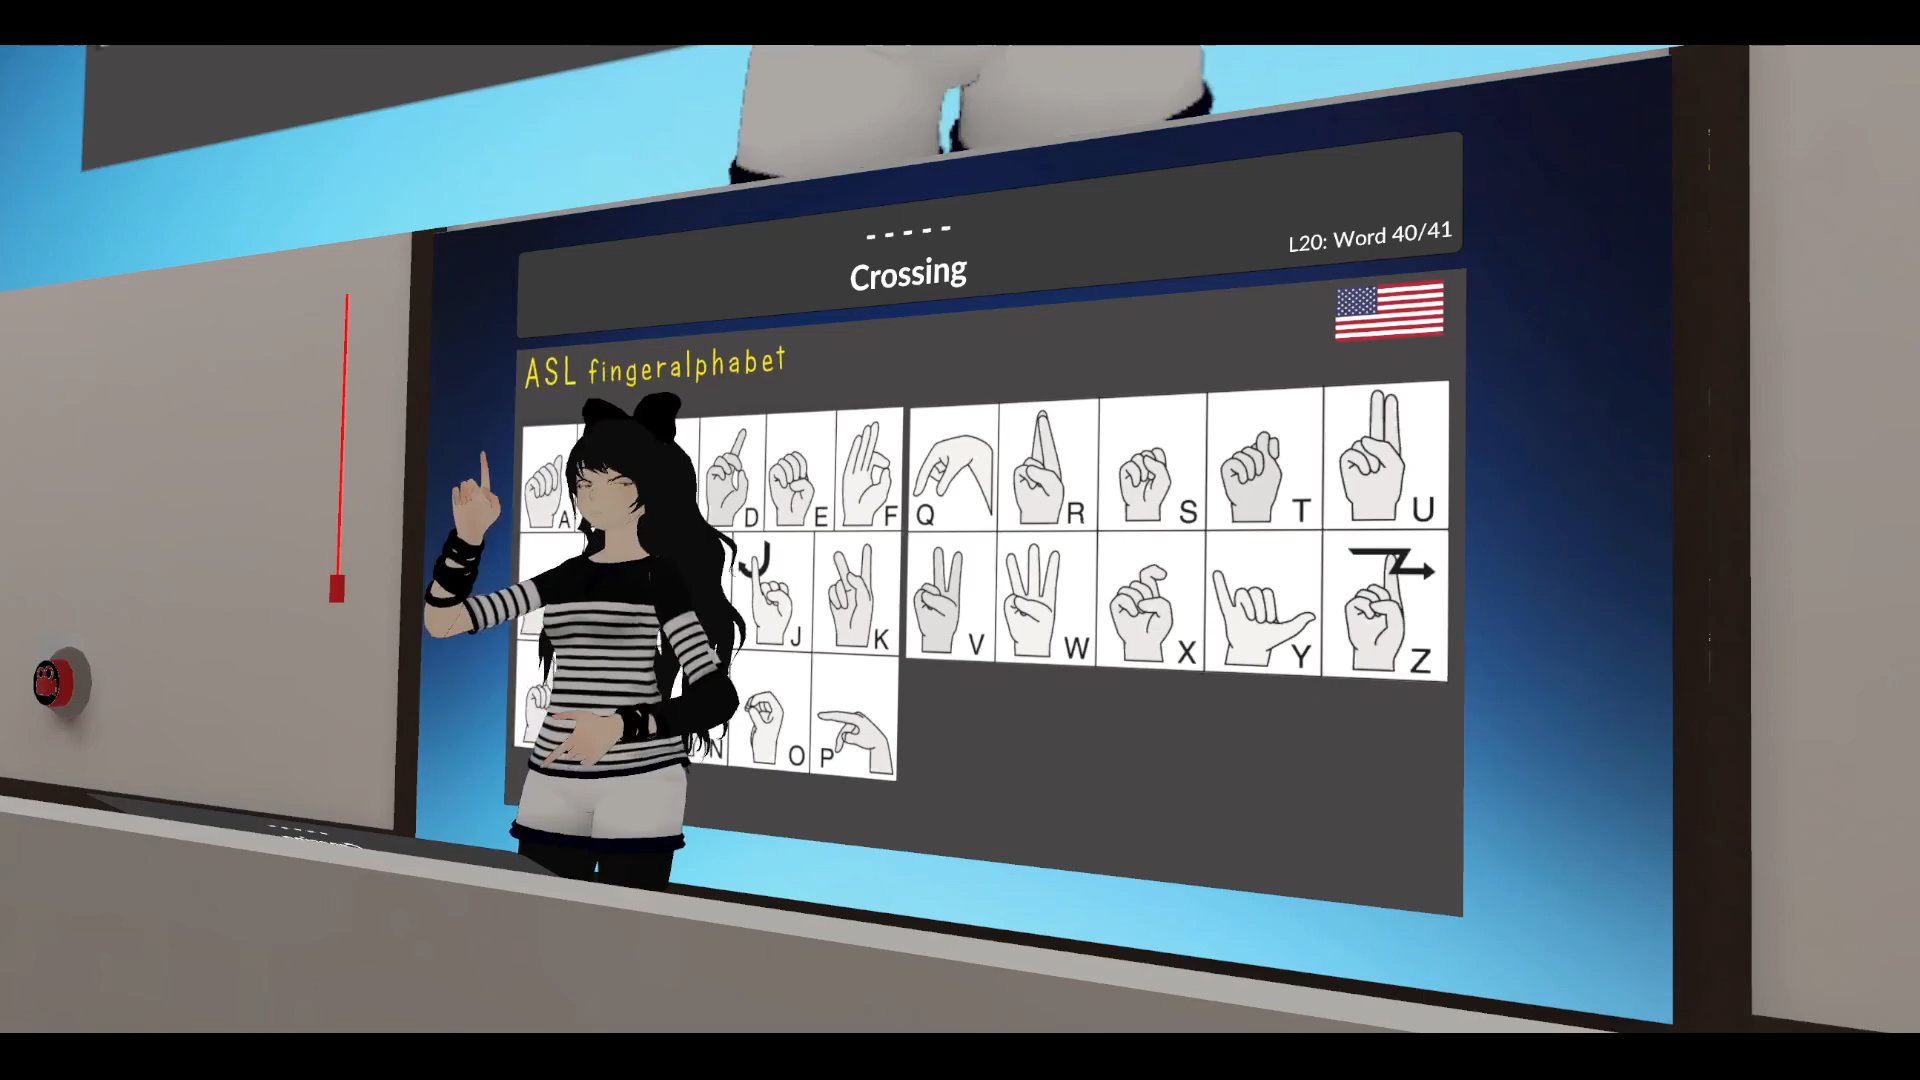 - - - - -
Crossing
L20: Word 40/41
ASL fingeralphabet
A D E F Q R S T U
J K V W X Y Z
N O P